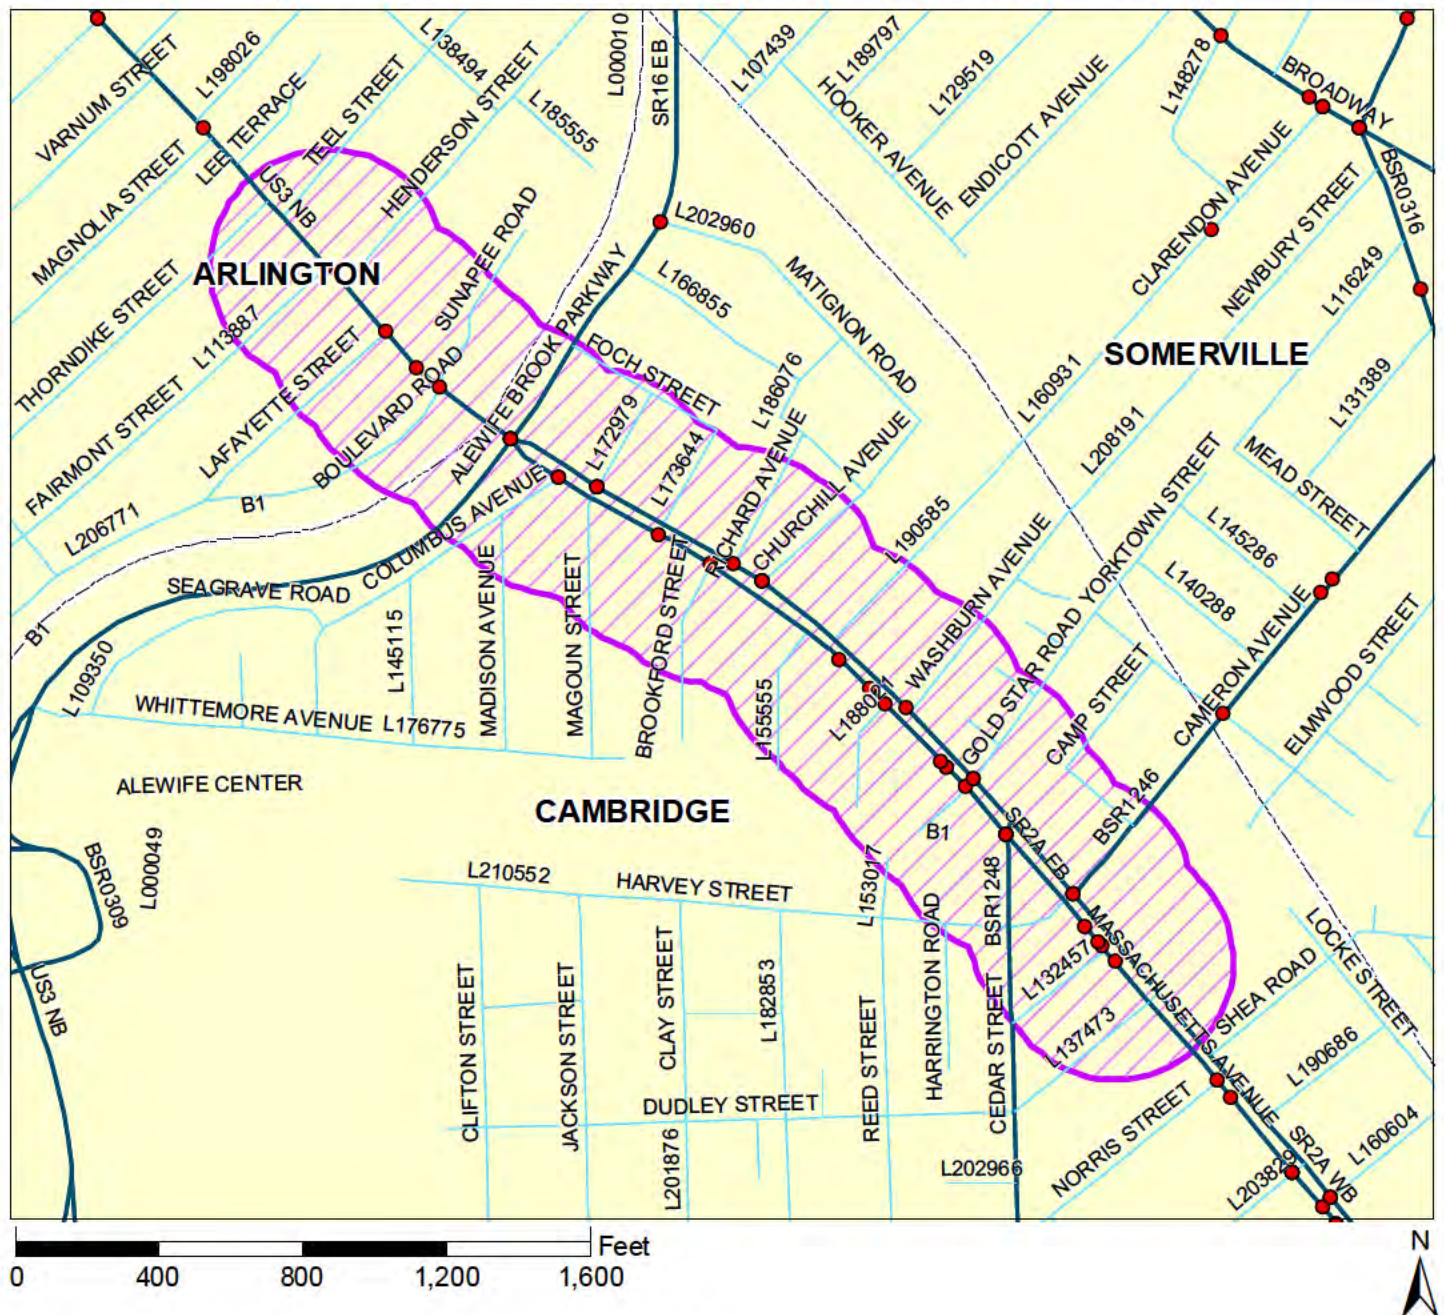 VARNUM STREET
L198026
L138494
L000010
SR16 EB
L107439
L189797
L129519
L148278
BROADWAY
LEE TERRACE
TEEL STREET
HENDERSON STREET
L185555
HOOKER AVENUE
ENDICOTT AVENUE
BSR0316
MAGNOLIA STREET
US3 NB
L202960
CLARENDON AVENUE
NEWBURY STREET
L116249
ARLINGTON
SUNAPEE ROAD
L166855
MATIGNON ROAD
THORNDIKE STREET
L113887
ALEWIFE BROOK PARKWAY
FOCH STREET
L186076
L160931
SOMERVILLE
L131389
FAIRMONT STREET
LAFAYETTE STREET
BOULEVARD ROAD
L172979
L173644
RICHARD AVENUE
CHURCHILL AVENUE
L208191
MEAD STREET
L206771
B1
COLUMBUS AVENUE
L190585
YORKTOWN STREET
L145286
L140288
SEAGRAVE ROAD
B1
L109350
L145115
MADISON AVENUE
MAGOUN STREET
BROOKFORD STREET
WASHBURN AVENUE
GOLD STAR ROAD
CAMP STREET
CAMERON AVENUE
ELMWOOD STREET
WHITTEMORE AVENUE
L176775
L155555
ALEWIFE CENTER
CAMBRIDGE
B1
SR2A EB
BSR1246
BSR0309
L000049
L210552
HARVEY STREET
L153017
BSR1248
US3 NB
CLIFTON STREET
JACKSON STREET
CLAY STREET
L182853
REED STREET
HARRINGTON ROAD
CEDAR STREET
L132457
L137473
MASSACHUSETTS AVENUE
SHEA ROAD
LOCKE STREET
L190686
DUDLEY STREET
L201876
L202966
NORRIS STREET
SR2A WB
L203829
L160604
Feet
0 400 800 1,200 1,600
N